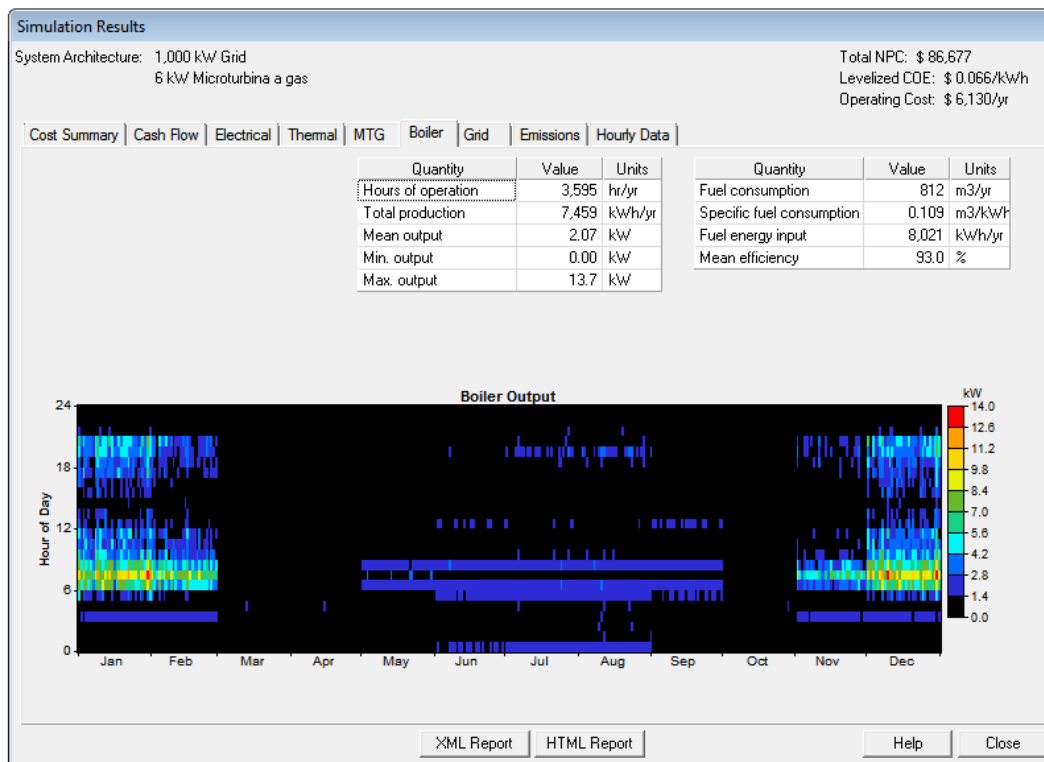 Simulation Results
System Architecture: 1,000 kW Grid
6 kW Microturbina a gas
Total NPC: $ 86,677
Levelized COE: $ 0.066/kWh
Operating Cost: $ 6,130/yr
Cost Summary Cash Flow Electrical Thermal MTG Boiler Grid Emissions Hourly Data
Quantity Value Units
Hours of operation 3,595 hr/yr
Total production 7,459 kWh/yr
Mean output 2.07 kW
Min. output 0.00 kW
Max. output 13.7 kW
Quantity Value Units
Fuel consumption 812 m3/yr
Specific fuel consumption 0.109 m3/kWh
Fuel energy input 8,021 kWh/yr
Mean efficiency 93.0 %
Boiler Output
Hour of Day
24
18
12
6
0
Jan Feb Mar Apr May Jun Jul Aug Sep Oct Nov Dec
kW
14.0
12.6
11.2
9.8
8.4
7.0
5.6
4.2
2.8
1.4
0.0
XML Report HTML Report Help Close